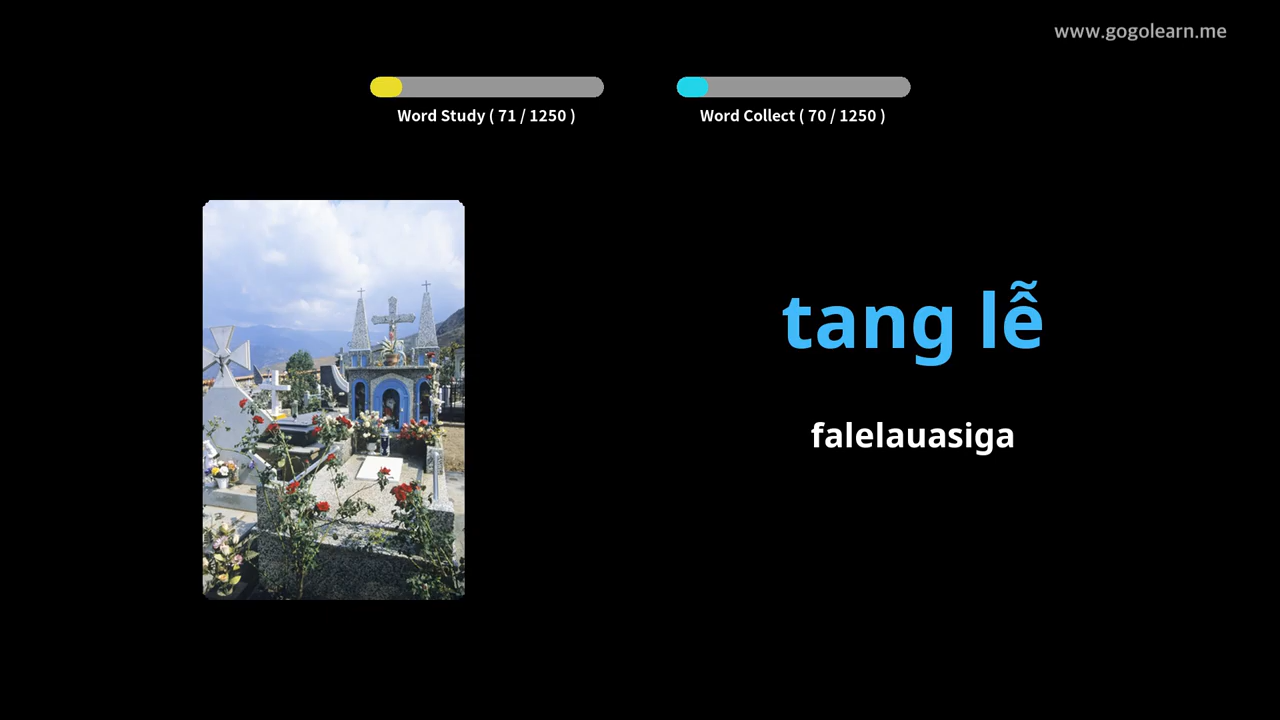 www.gogolearn.me
Word Study ( 71 / 1250 )
Word Collect ( 70 / 1250 )
tang lễ
falelauasiga